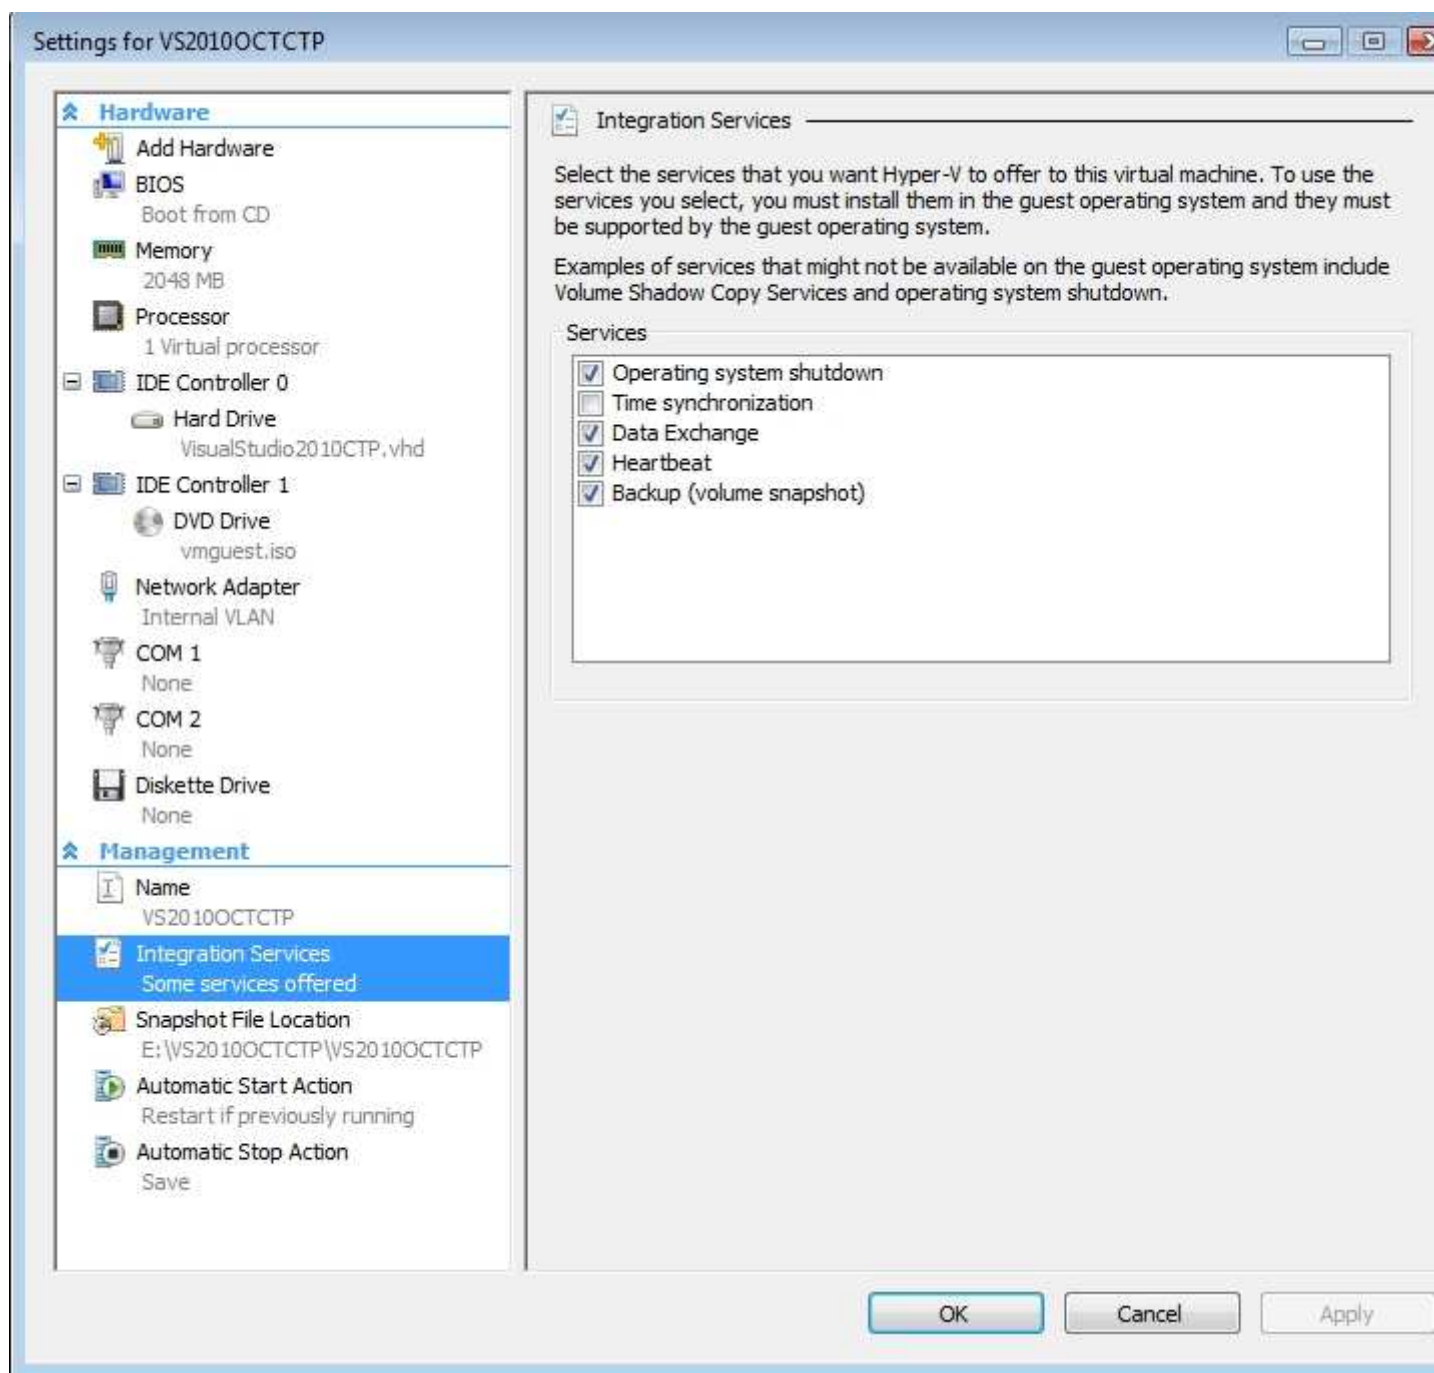 Settings for VS2010OCTCTP
Hardware
Add Hardware
BIOS
Boot from CD
Memory
2048 MB
Processor
1 Virtual processor
IDE Controller 0
Hard Drive
VisualStudio2010CTP.vhd
IDE Controller 1
DVD Drive
vmguest.iso
Network Adapter
Internal VLAN
COM 1
None
COM 2
None
Diskette Drive
None
Management
Name
VS2010OCTCTP
Integration Services
Some services offered
Snapshot File Location
E:\VS2010OCTCTP\VS2010OCTCTP
Automatic Start Action
Restart if previously running
Automatic Stop Action
Save
Integration Services
Select the services that you want Hyper-V to offer to this virtual machine. To use the
services you select, you must install them in the guest operating system and they must
be supported by the guest operating system.
Examples of services that might not be available on the guest operating system include
Volume Shadow Copy Services and operating system shutdown.
Services
Operating system shutdown
Time synchronization
Data Exchange
Heartbeat
Backup (volume snapshot)
OK
Cancel
Apply